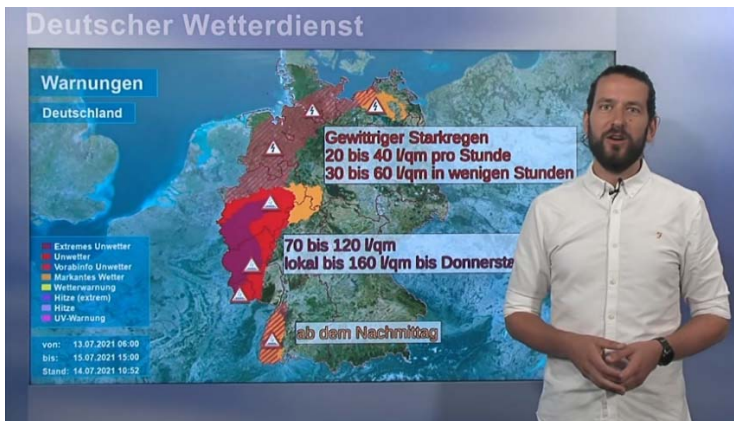 Deutscher Wetterdienst
Warnungen
Deutschland
Gewittriger Starkregen
20 bis 40 l/qm pro Stunde
30 bis 60 l/qm in wenigen Stunden
70 bis 120 l/qm
lokal bis 160 l/qm bis Donnersta
ab dem Nachmittag
Extremes Unwetter
Unwetter
Vorabinfo Unwetter
Markantes Wetter
Wetterwarnung
Hitze (extrem)
Hitze
UV-Warnung
von: 13.07.2021 06:00
bis: 15.07.2021 15:00
Stand: 14.07.2021 10:52